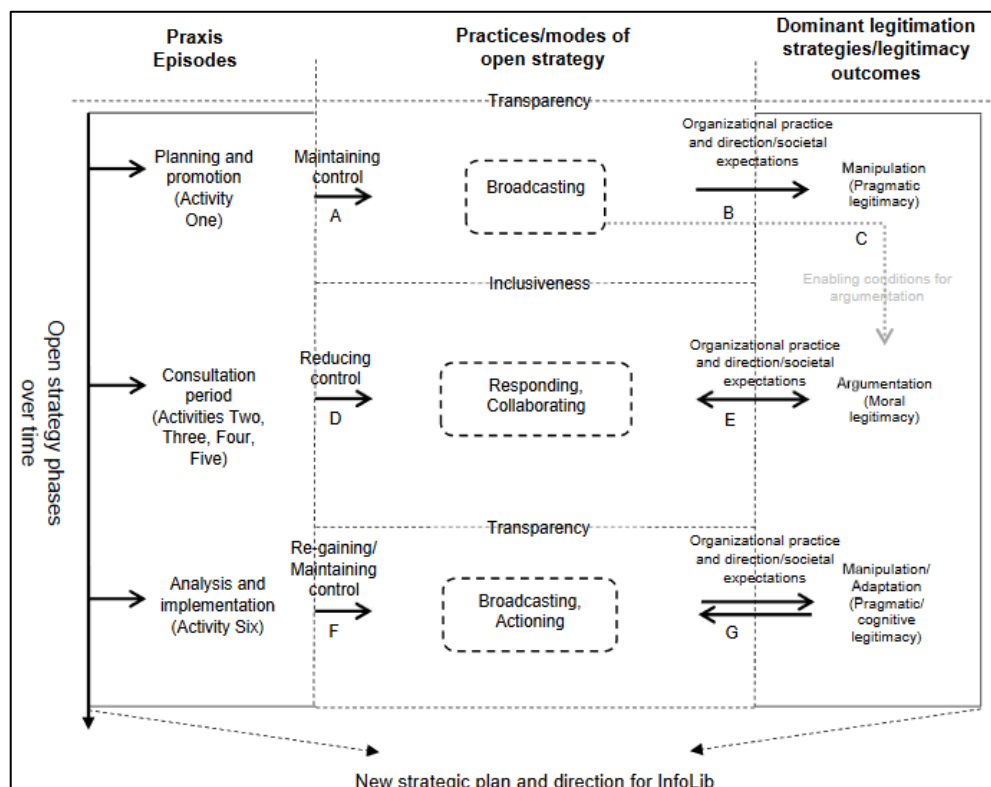 Praxis
Episodes
Practices/modes of
open strategy
Dominant legitimation
strategies/legitimacy
outcomes
Transparency
Planning and
promotion
(Activity
One)
Maintaining
control
A
Broadcasting
Organizational practice
and direction/societal
expectations
B
Manipulation
(Pragmatic
legitimacy)
C
Enabling conditions for
argumentation
Inclusiveness
Open strategy phases
over time
Consultation
period
(Activities Two,
Three, Four,
Five)
Reducing
control
D
Responding,
Collaborating
Organizational practice
and direction/societal
expectations
E
Argumentation
(Moral
legitimacy)
Transparency
Analysis and
implementation
(Activity Six)
Re-gaining/
Maintaining
control
F
Broadcasting,
Actioning
Organizational practice
and direction/societal
expectations
G
Manipulation/
Adaptation
(Pragmatic/
cognitive
legitimacy)
New strategic plan and direction for InfoLib